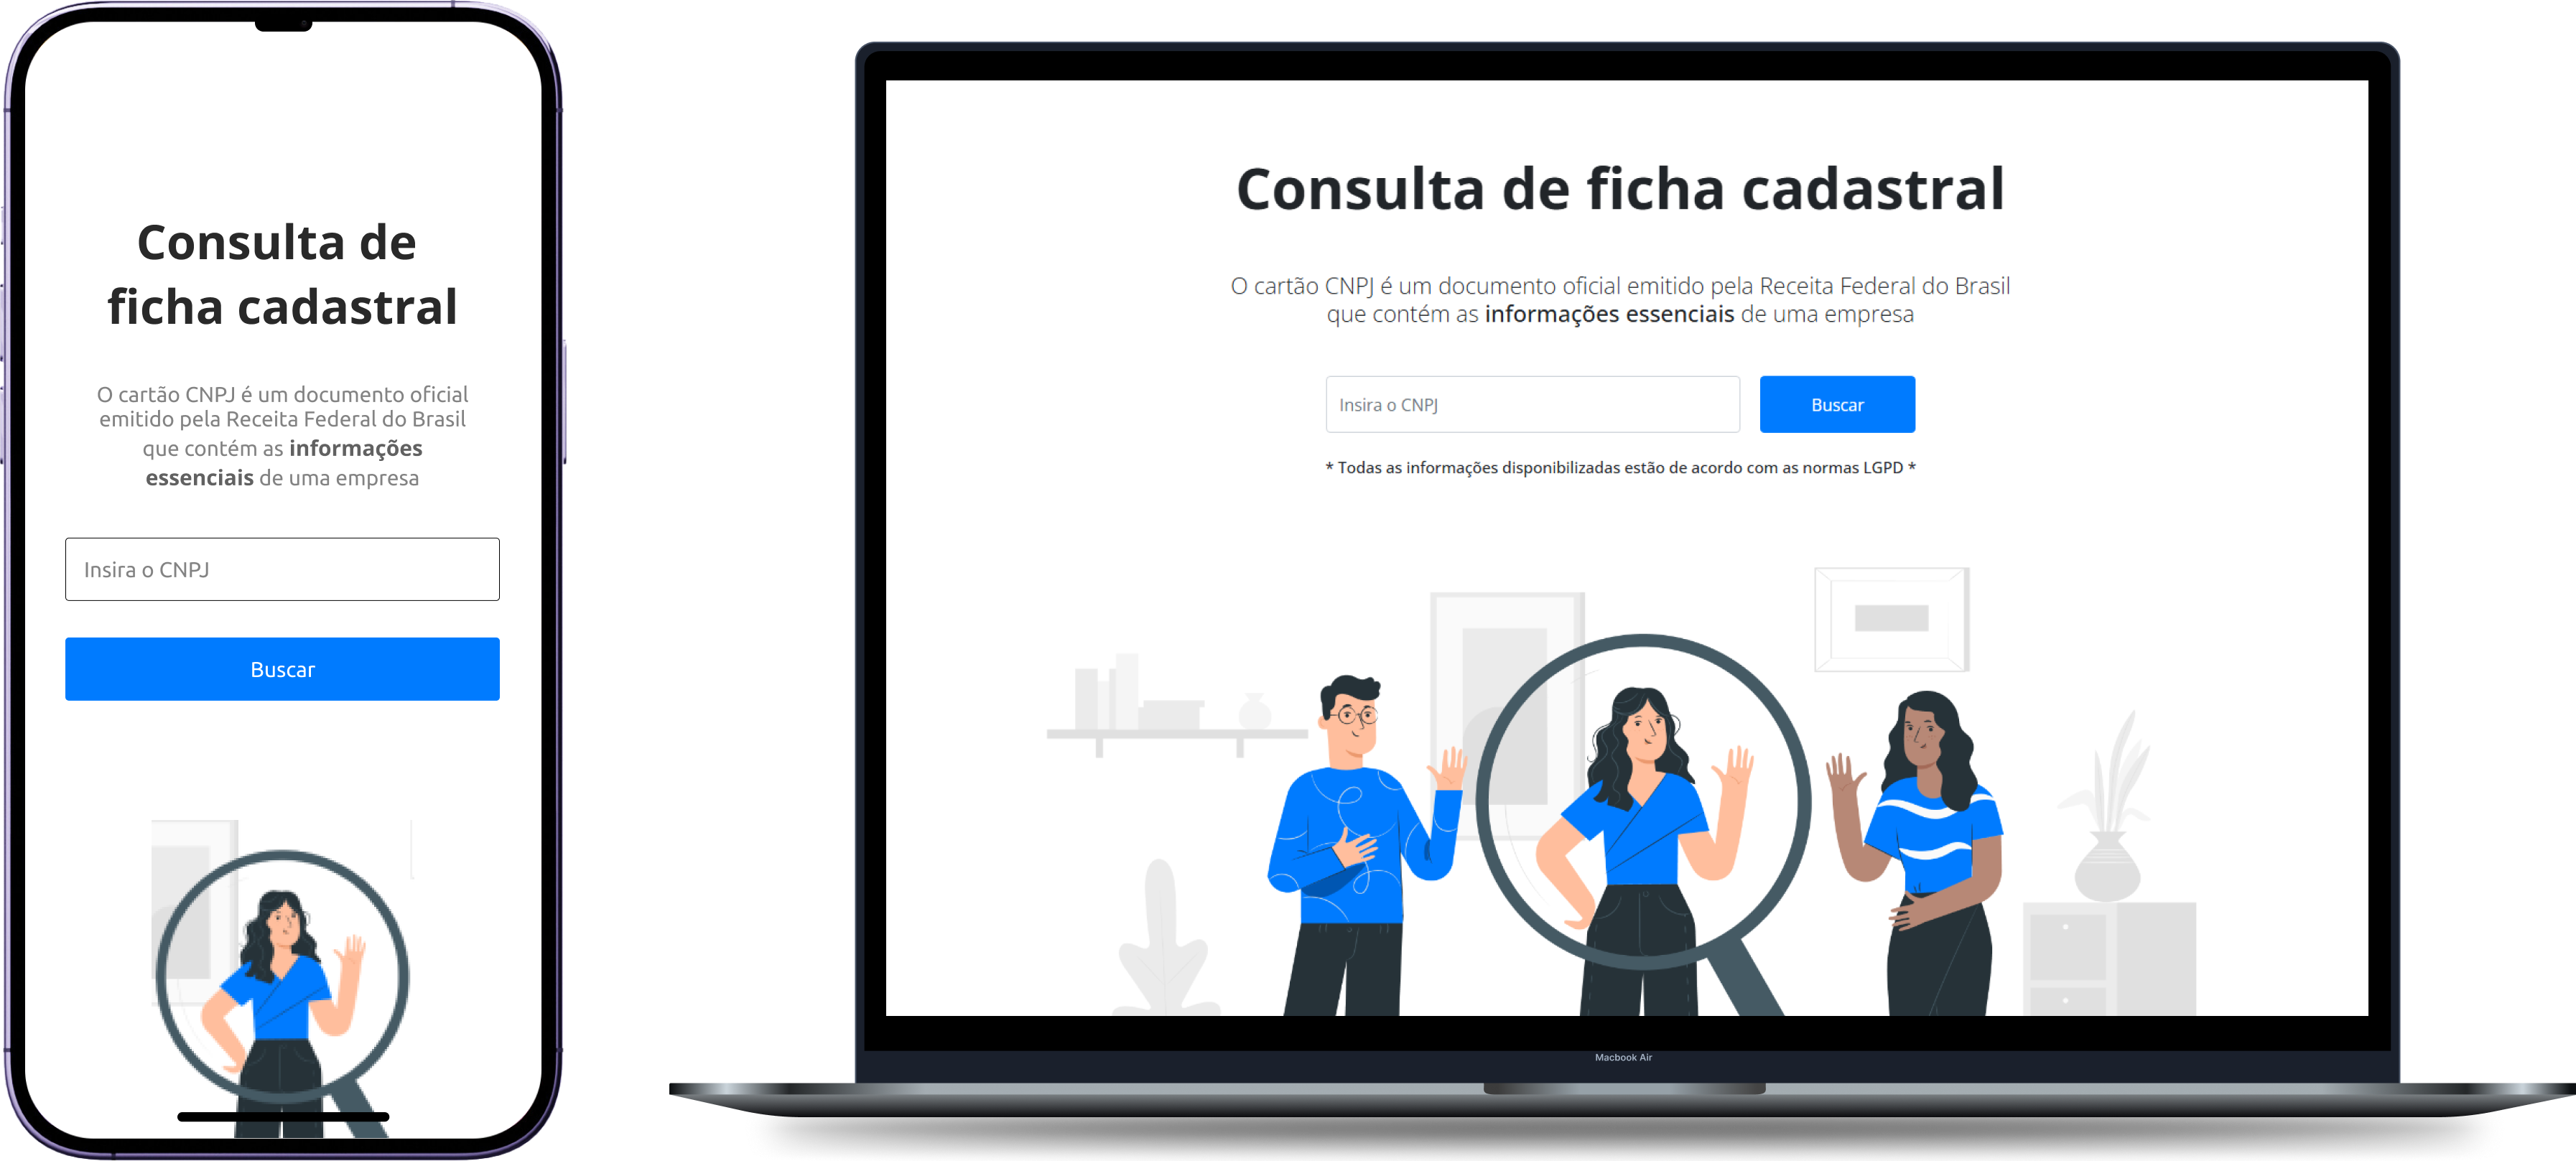 Consulta de
ficha cadastral
O cartão CNPJ é um documento oficial
emitido pela Receita Federal do Brasil
que contém as informações
essenciais de uma empresa
Insira o CNPJ
Buscar
Consulta de ficha cadastral
O cartão CNPJ é um documento oficial emitido pela Receita Federal do Brasil
que contém as informações essenciais de uma empresa
Insira o CNPJ
Buscar
* Todas as informações disponibilizadas estão de acordo com as normas LGPD *
Macbook Air